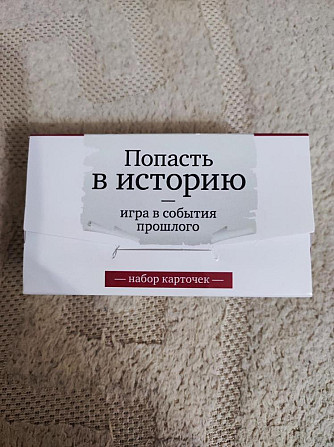 Попасть
в историю
—
игра в события
прошлого
— набор карточек —